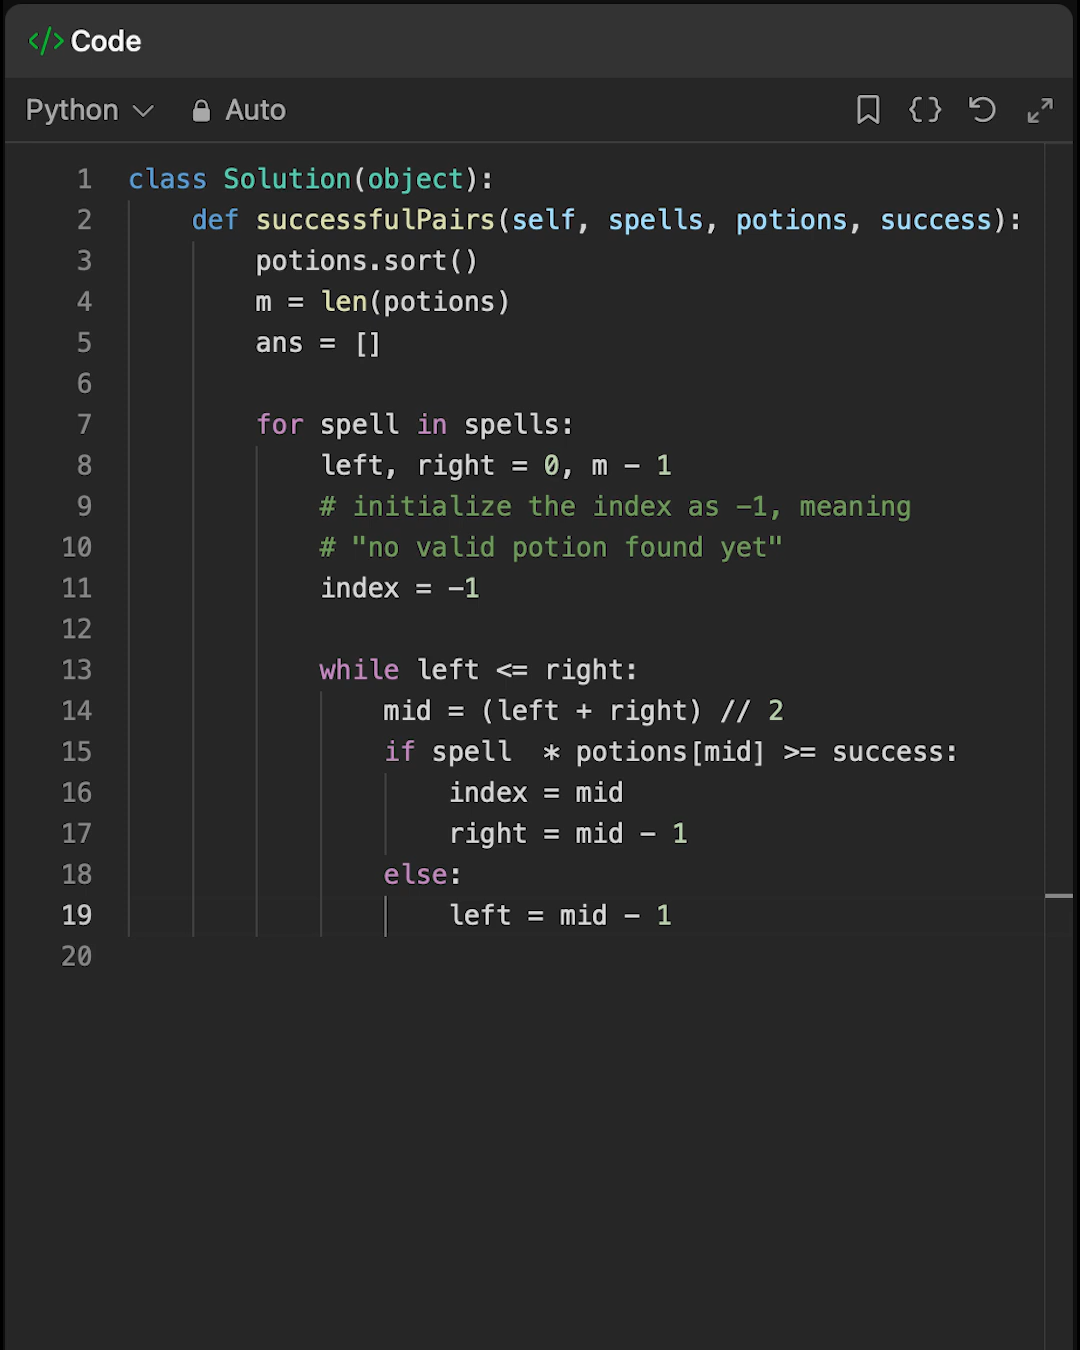 </> Code
Python Auto {}
1 class Solution(object):
2 def successfulPairs(self, spells, potions, success):
3 potions.sort()
4 m = len(potions)
5 ans = []
6
7 for spell in spells:
8 left, right = 0, m - 1
9 # initialize the index as -1, meaning
10 # "no valid potion found yet"
11 index = -1
12
13 while left <= right:
14 mid = (left + right) // 2
15 if spell  * potions[mid] >= success:
16 index = mid
17 right = mid - 1
18 else:
19 left = mid - 1
20